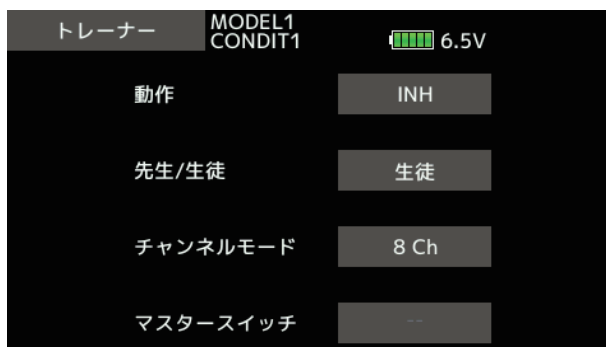 トレーナー
MODEL1
CONDIT1
6.5V
動作 INH
先生/生徒 生徒
チャンネルモード 8 Ch
マスタースイッチ --